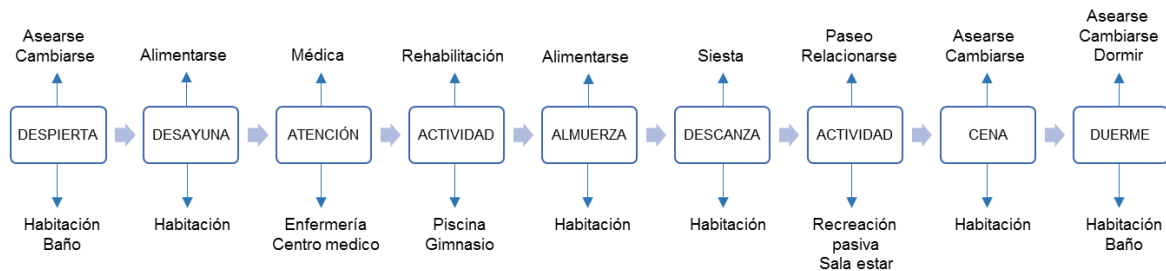 Asearse
Cambiarse
Alimentarse
Médica
Rehabilitación
Alimentarse
Siesta
Paseo
Relacionarse
Asearse
Cambiarse
Asearse
Cambiarse
Dormir
DESPIERTA
DESAYUNA
ATENCIÓN
ACTIVIDAD
ALMUERZA
DESCANZA
ACTIVIDAD
CENA
DUERME
Habitación
Baño
Habitación
Enfermería
Centro medico
Piscina
Gimnasio
Habitación
Habitación
Recreación
pasiva
Sala estar
Habitación
Habitación
Baño